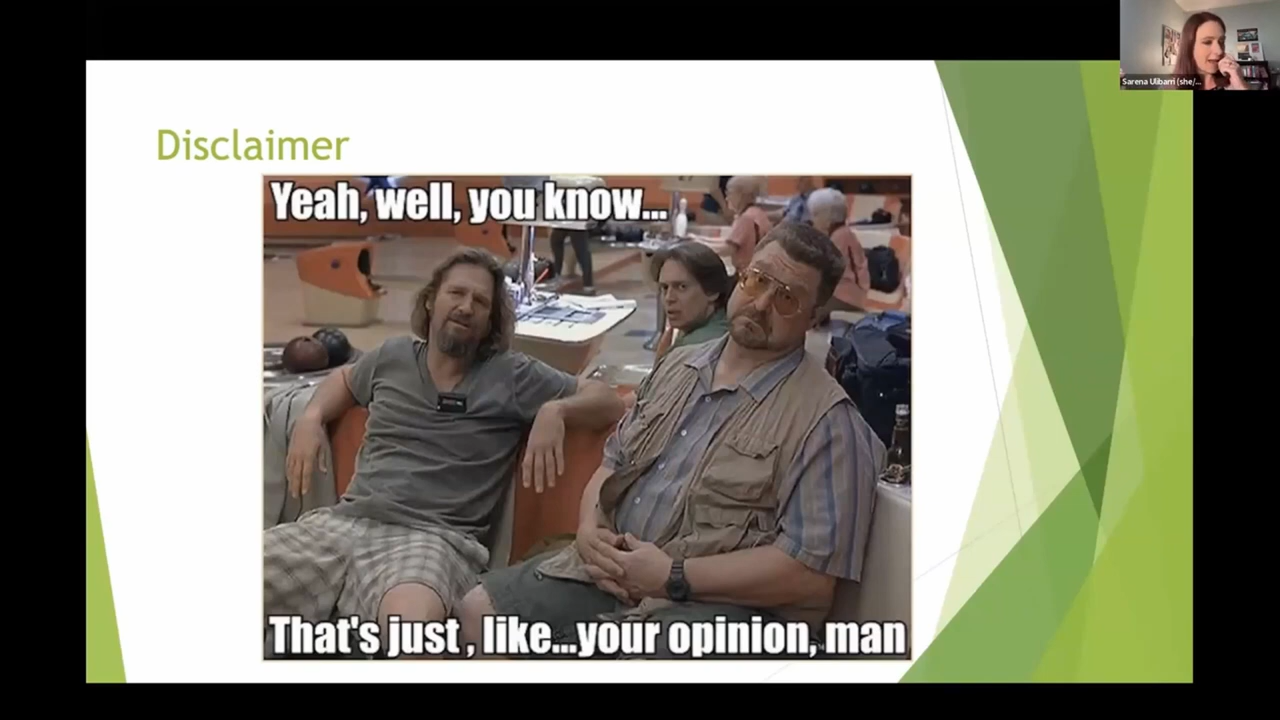 Sarena Ulibarri (she/...
Disclaimer
Yeah, well, you know...
That's just , like...your opinion, man